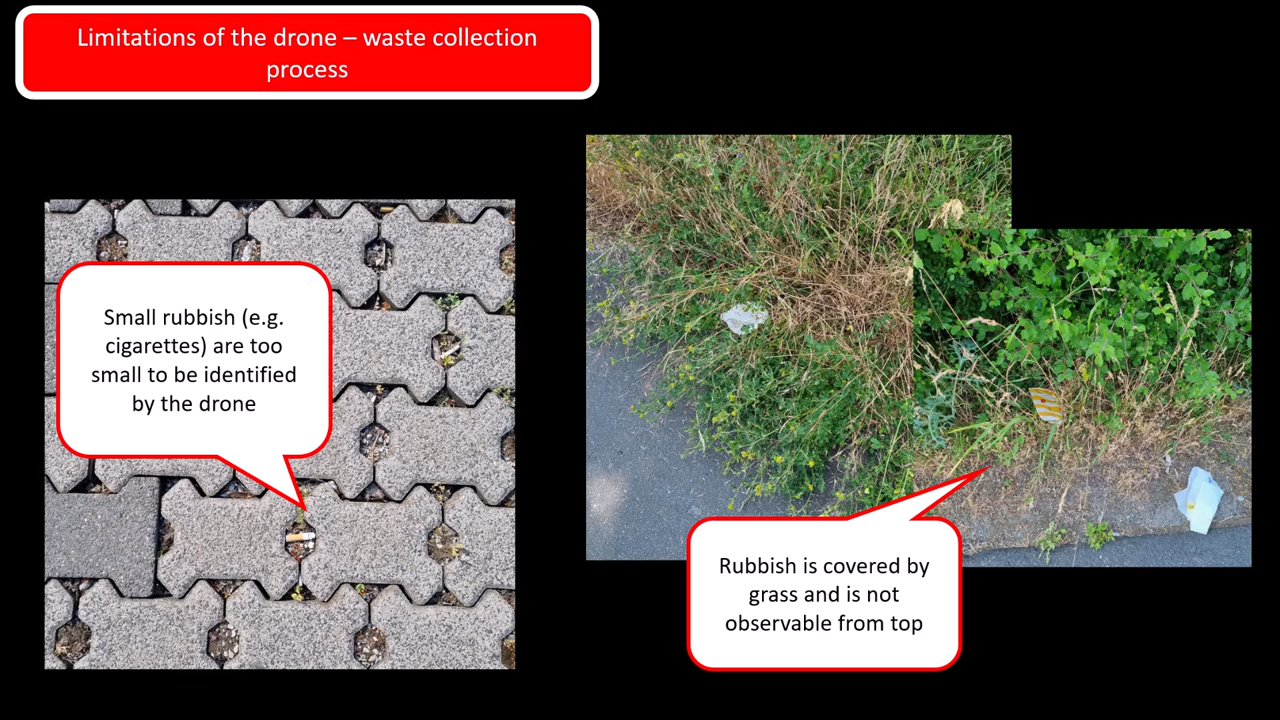 Limitations of the drone – waste collection
process
Small rubbish (e.g.
cigarettes) are too
small to be identified
by the drone
Rubbish is covered by
grass and is not
observable from top